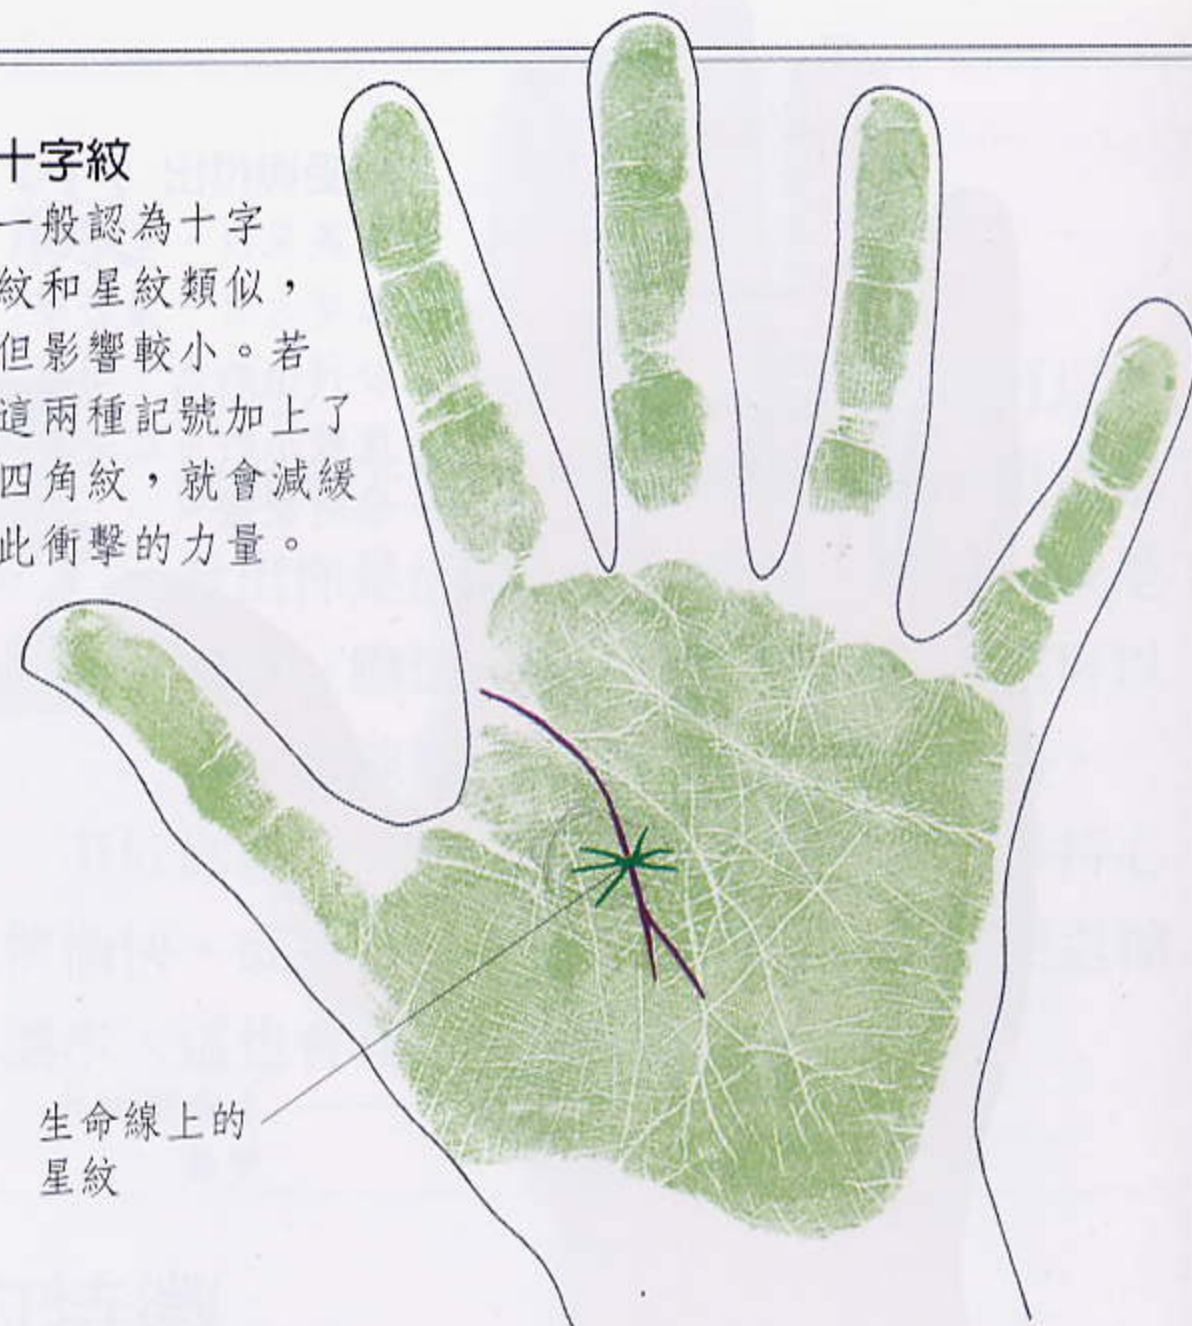 十字紋
一般認為十字
紋和星紋類似，
但影響較小。若
這兩種記號加上了
四角紋，就會減緩
此衝擊的力量。
生命線上的
星紋